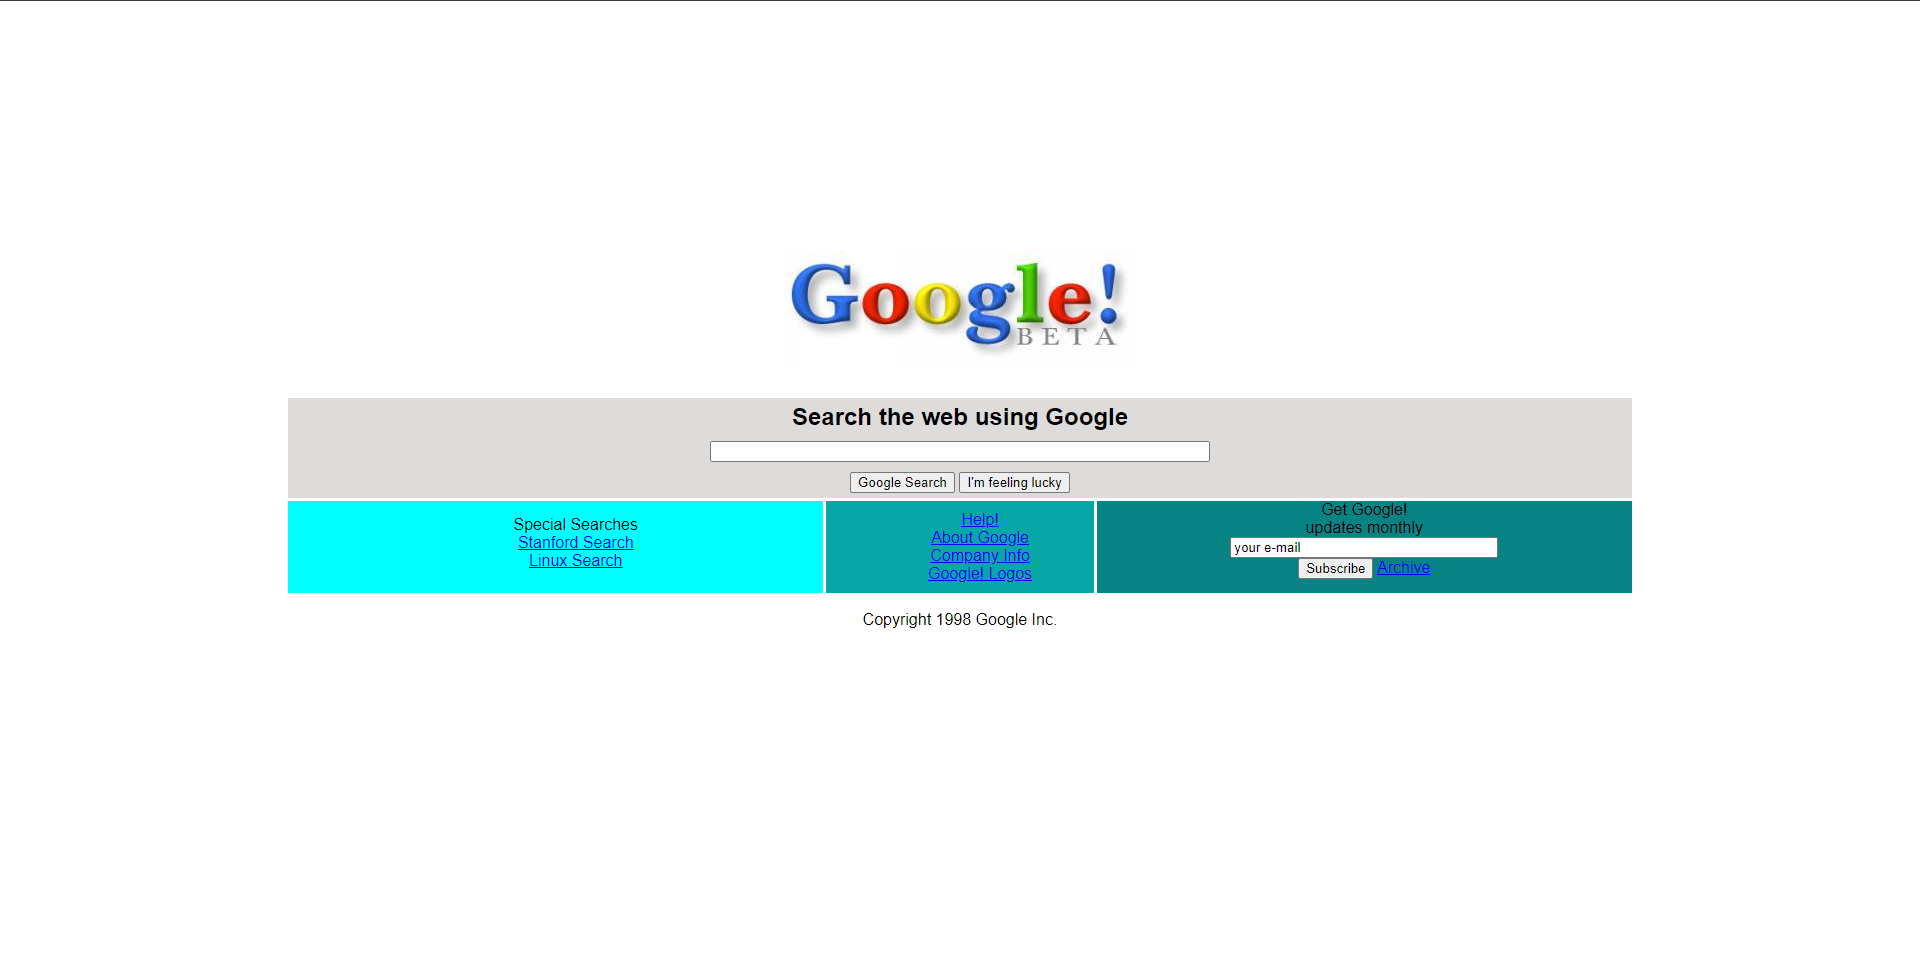 Google!
BETA
Search the web using Google
Google Search I'm feeling lucky
Special Searches
Stanford Search
Linux Search
Help!
About Google
Company Info
Google! Logos
Get Google!
updates monthly
your e-mail
Subscribe Archive
Copyright 1998 Google Inc.